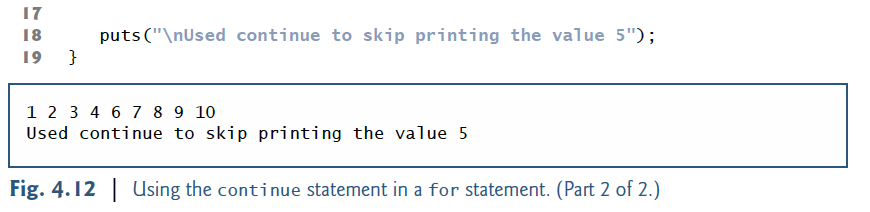 17
18 puts("\nUsed continue to skip printing the value 5");
19 }
1 2 3 4 6 7 8 9 10
Used continue to skip printing the value 5
Fig. 4.12 | Using the continue statement in a for statement. (Part 2 of 2.)